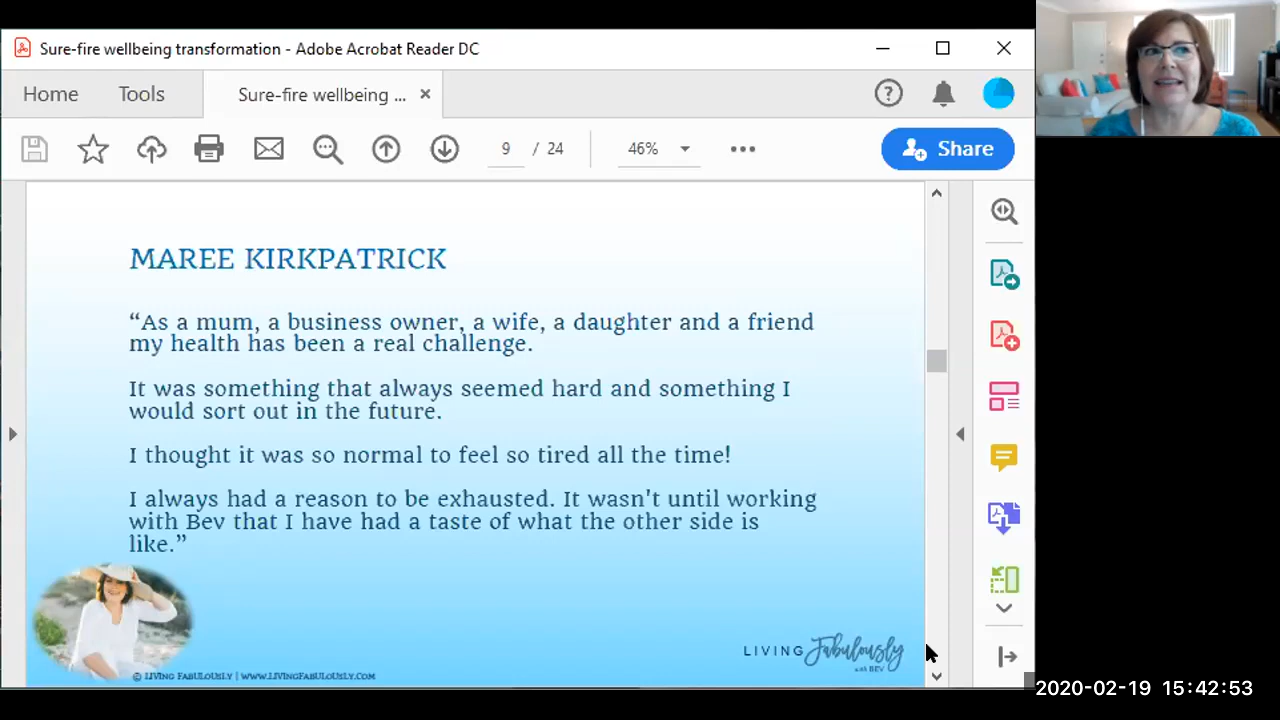 Sure-fire wellbeing transformation - Adobe Acrobat Reader DC
Home Tools Sure-fire wellbeing ...
9 / 24 46% Share
MAREE KIRKPATRICK
“As a mum, a business owner, a wife, a daughter and a friend
my health has been a real challenge.
It was something that always seemed hard and something I
would sort out in the future.
I thought it was so normal to feel so tired all the time!
I always had a reason to be exhausted. It wasn't until working
with Bev that I have had a taste of what the other side is
like.”
LIVING Fabulously
with BEV
© LIVING FABULOUSLY | WWW.LIVINGFABULOUSLY.COM
2020-02-19 15:42:53